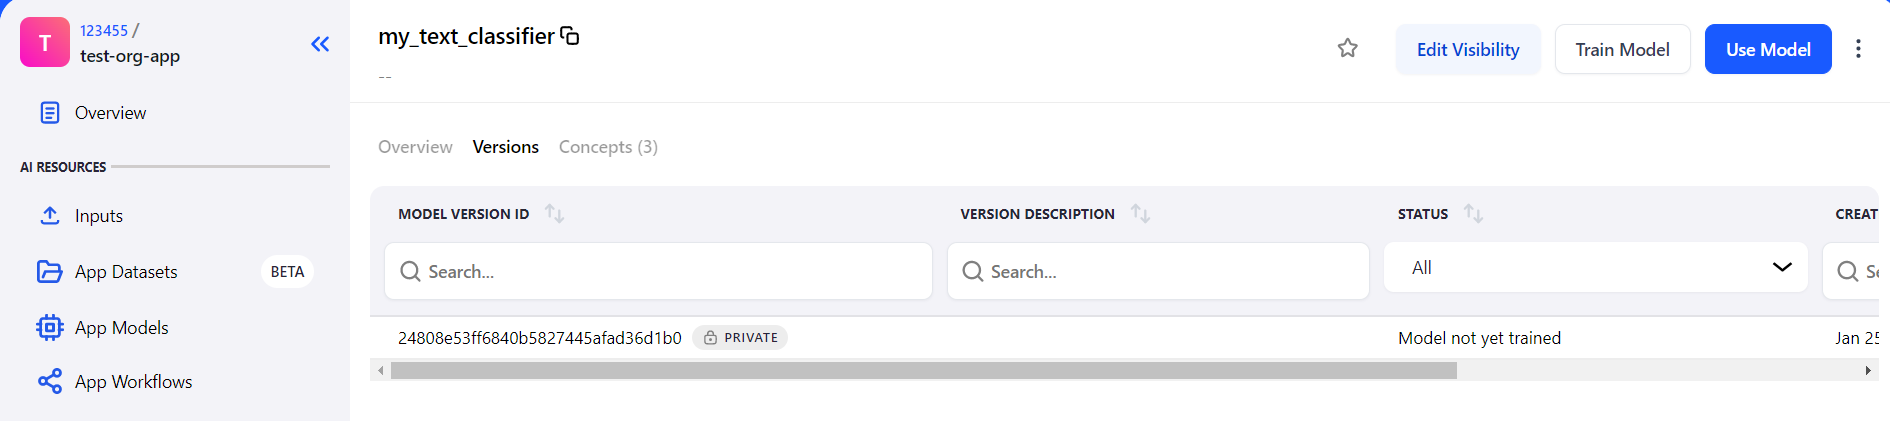 T
123455 /
test-org-app
Overview
AI RESOURCES
Inputs
App Datasets BETA
App Models
App Workflows
my_text_classifier
--
Edit Visibility Train Model Use Model
Overview Versions Concepts (3)
MODEL VERSION ID VERSION DESCRIPTION STATUS CREAT
Search... Search... All Se
24808e53ff6840b5827445afad36d1b0 PRIVATE Model not yet trained Jan 25